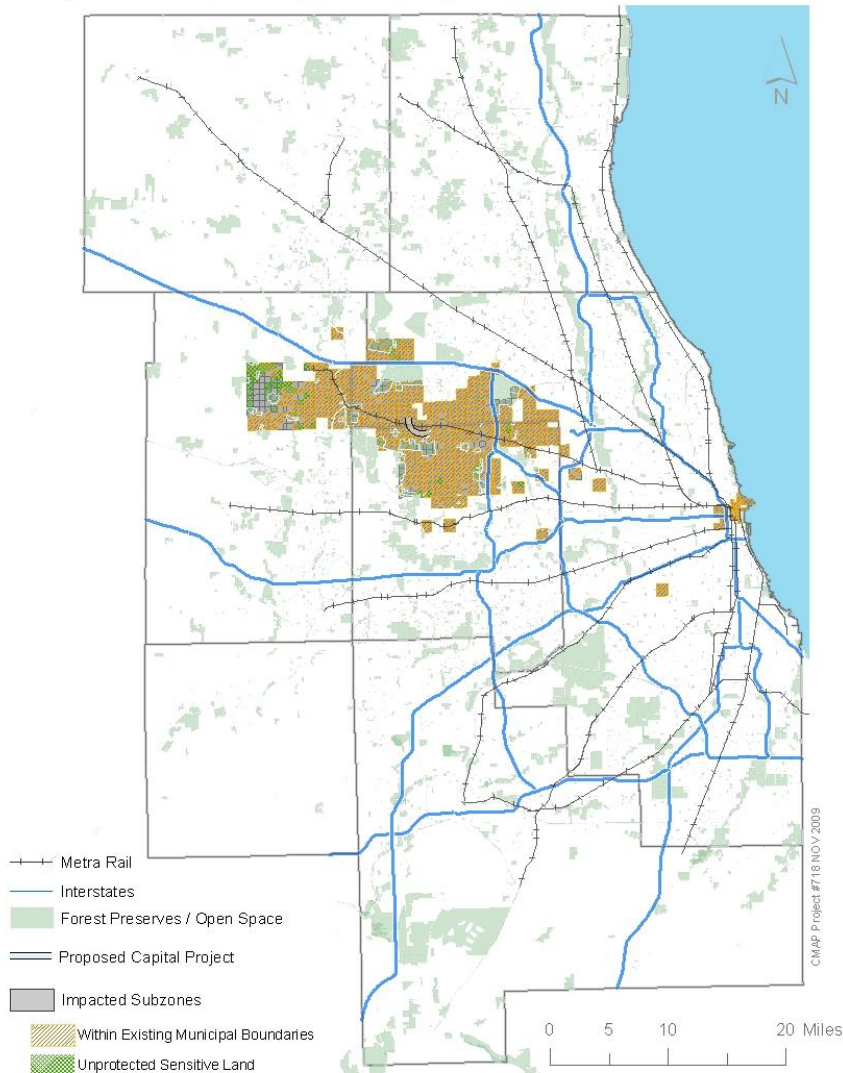 N
Metra Rail
Interstates
Forest Preserves / Open Space
Proposed Capital Project
Impacted Subzones
Within Existing Municipal Boundaries
Unprotected Sensitive Land
0 5 10 20 Miles
CMAP Project #718 NOV 2009